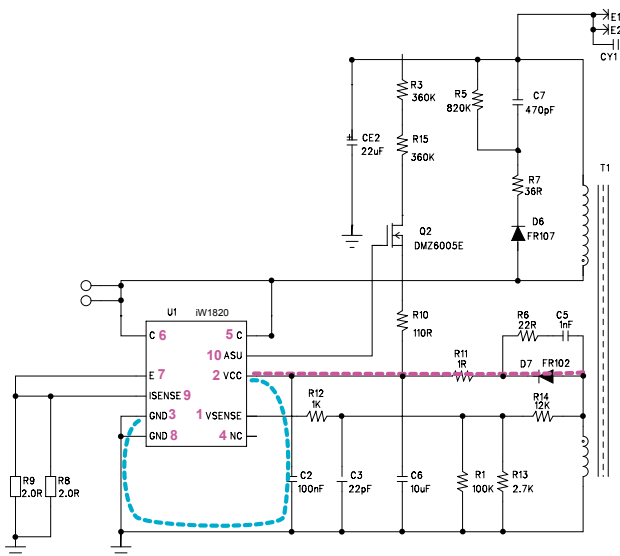 E1
E2
CY1
R3
360K
R5
820K
C7
470pF
CE2
22uF
R15
360K
T1
R7
36R
Q2
DMZ6005E
D6
FR107
U1 iW1820
R10
110R
R6
22R
C5
1nF
C 6
5 C
10 ASU
E 7
2 VCC
R11
1R
D7 FR102
ISENSE 9
GND 3
1 VSENSE
R12
1K
R14
12K
GND 8
4 NC
R9
2.0R
R8
2.0R
C2
100nF
C3
22pF
C6
10uF
R1
100K
R13
2.7K